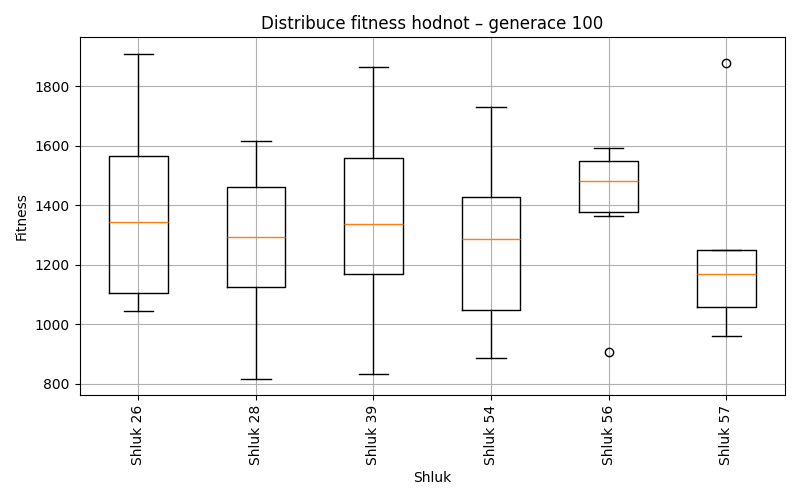 Distribuce fitness hodnot – generace 100
Fitness
1800
1600
1400
1200
1000
800
Shluk 26
Shluk 28
Shluk 39
Shluk 54
Shluk 56
Shluk 57
Shluk